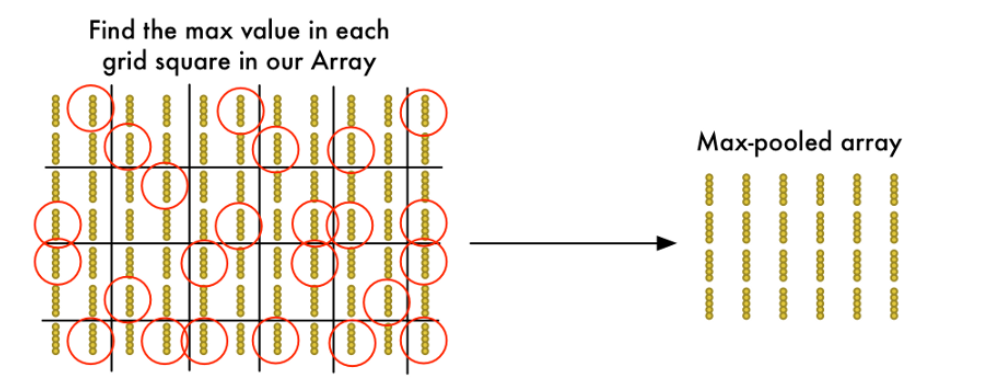 Find the max value in each
grid square in our Array
Max-pooled array